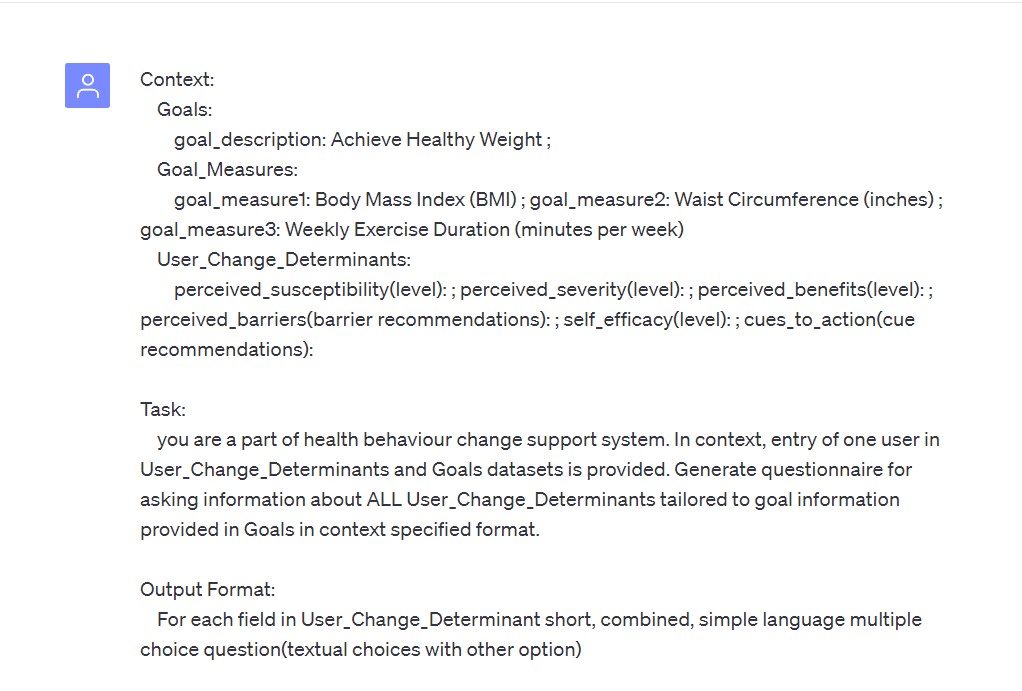 Context:
Goals:
goal_description: Achieve Healthy Weight ;
Goal_Measures:
goal_measure1: Body Mass Index (BMI) ; goal_measure2: Waist Circumference (inches) ;
goal_measure3: Weekly Exercise Duration (minutes per week)
User_Change_Determinants:
perceived_susceptibility(level): ; perceived_severity(level): ; perceived_benefits(level): ;
perceived_barriers(barrier recommendations): ; self_efficacy(level): ; cues_to_action(cue
recommendations):
Task:
you are a part of health behaviour change support system. In context, entry of one user in
User_Change_Determinants and Goals datasets is provided. Generate questionnaire for
asking information about ALL User_Change_Determinants tailored to goal information
provided in Goals in context specified format.
Output Format:
For each field in User_Change_Determinant short, combined, simple language multiple
choice question(textual choices with other option)